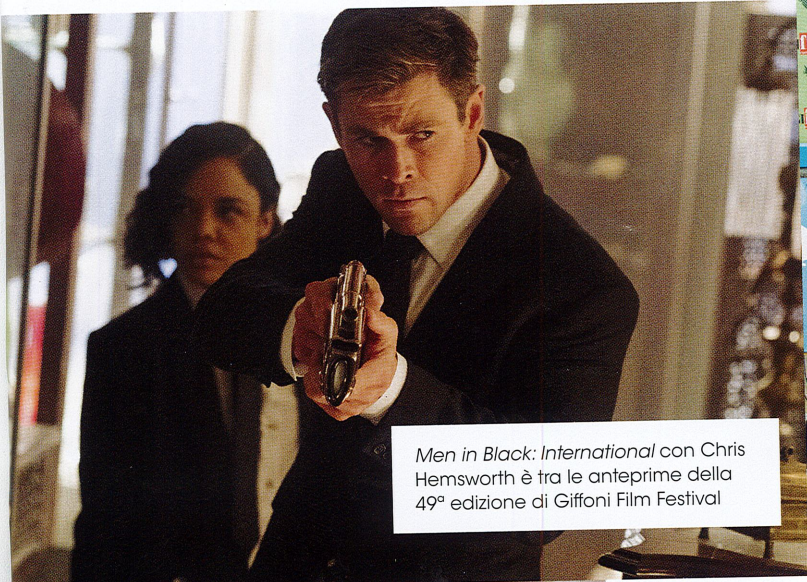 Men in Black: International con Chris
Hemsworth è tra le anteprime della
49ª edizione di Giffoni Film Festival